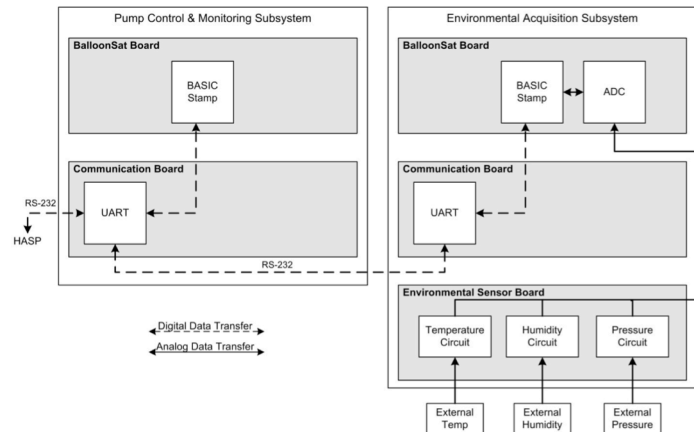 Pump Control & Monitoring Subsystem
BalloonSat Board
BASIC
Stamp
Communication Board
UART
RS-232
HASP
RS-232
Digital Data Transfer
Analog Data Transfer
Environmental Acquisition Subsystem
BalloonSat Board
BASIC
Stamp
ADC
Communication Board
UART
Environmental Sensor Board
Temperature
Circuit
Humidity
Circuit
Pressure
Circuit
External
Temp
External
Humidity
External
Pressure